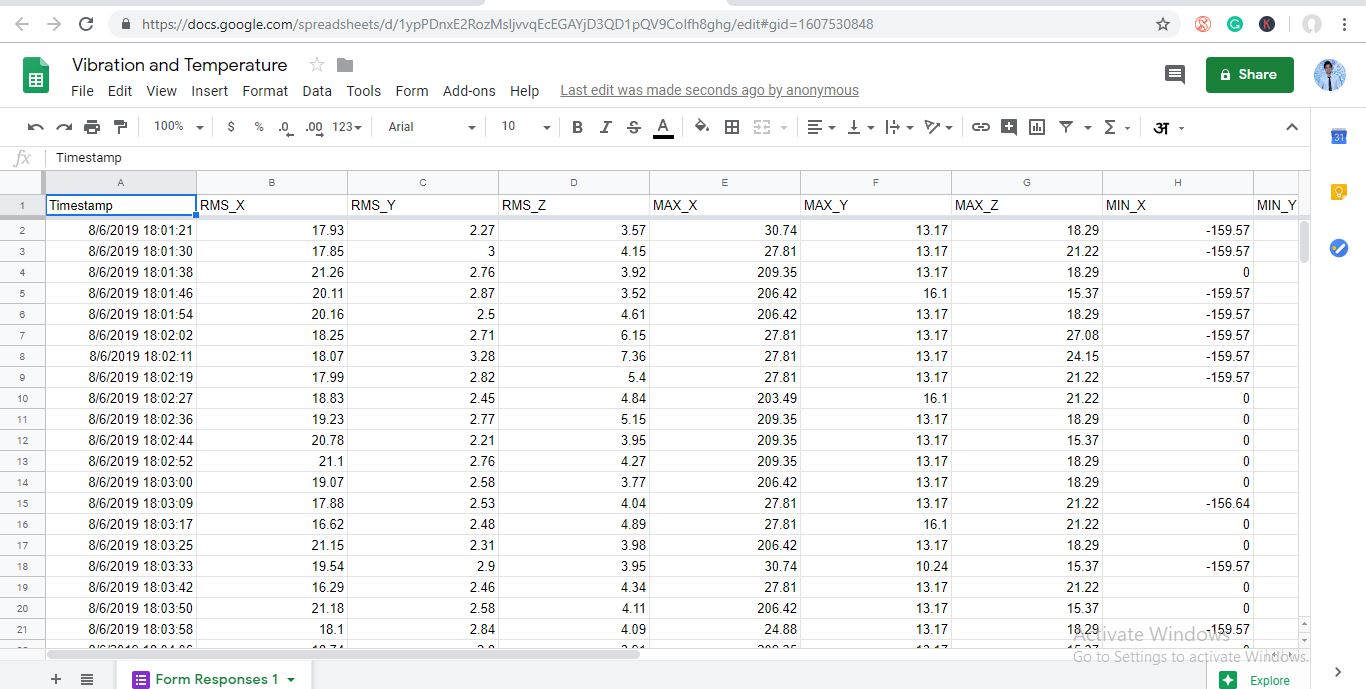 https://docs.google.com/spreadsheets/d/1ypPDnxE2RozMsljvvqEcEGAYjD3QD1pQV9Colfh8ghg/edit#gid=1607530848
Vibration and Temperature
Share
File Edit View Insert Format Data Tools Form Add-ons Help Last edit was made seconds ago by anonymous
100% $ % .0 .00 123 Arial 10 B I S A Σ अ
31
fx Timestamp
A B C D E F G H
1 Timestamp RMS_X RMS_Y RMS_Z MAX_X MAX_Y MAX_Z MIN_X MIN_Y
2 8/6/2019 18:01:21 17.93 2.27 3.57 30.74 13.17 18.29 -159.57
3 8/6/2019 18:01:30 17.85 3 4.15 27.81 13.17 21.22 -159.57
4 8/6/2019 18:01:38 21.26 2.76 3.92 209.35 13.17 18.29 0
5 8/6/2019 18:01:46 20.11 2.87 3.52 206.42 16.1 15.37 -159.57
6 8/6/2019 18:01:54 20.16 2.5 4.61 206.42 13.17 18.29 -159.57
7 8/6/2019 18:02:02 18.25 2.71 6.15 27.81 13.17 27.08 -159.57
8 8/6/2019 18:02:11 18.07 3.28 7.36 27.81 13.17 24.15 -159.57
9 8/6/2019 18:02:19 17.99 2.82 5.4 27.81 13.17 21.22 -159.57
10 8/6/2019 18:02:27 18.83 2.45 4.84 203.49 16.1 21.22 0
11 8/6/2019 18:02:36 19.23 2.77 5.15 209.35 13.17 18.29 0
12 8/6/2019 18:02:44 20.78 2.21 3.95 209.35 13.17 15.37 0
13 8/6/2019 18:02:52 21.1 2.76 4.27 209.35 13.17 18.29 0
14 8/6/2019 18:03:00 19.07 2.58 3.77 206.42 13.17 18.29 0
15 8/6/2019 18:03:09 17.88 2.53 4.04 27.81 13.17 21.22 -156.64
16 8/6/2019 18:03:17 16.62 2.48 4.89 27.81 16.1 21.22 0
17 8/6/2019 18:03:25 21.15 2.31 3.98 206.42 13.17 18.29 0
18 8/6/2019 18:03:33 19.54 2.9 3.95 30.74 10.24 15.37 -159.57
19 8/6/2019 18:03:42 16.29 2.46 4.34 27.81 13.17 21.22 0
20 8/6/2019 18:03:50 21.18 2.58 4.11 206.42 13.17 15.37 0
21 8/6/2019 18:03:58 18.1 2.84 4.09 24.88 13.17 18.29 -159.57
Activate Windows
Go to Settings to activate Windows.
Form Responses 1 Explore